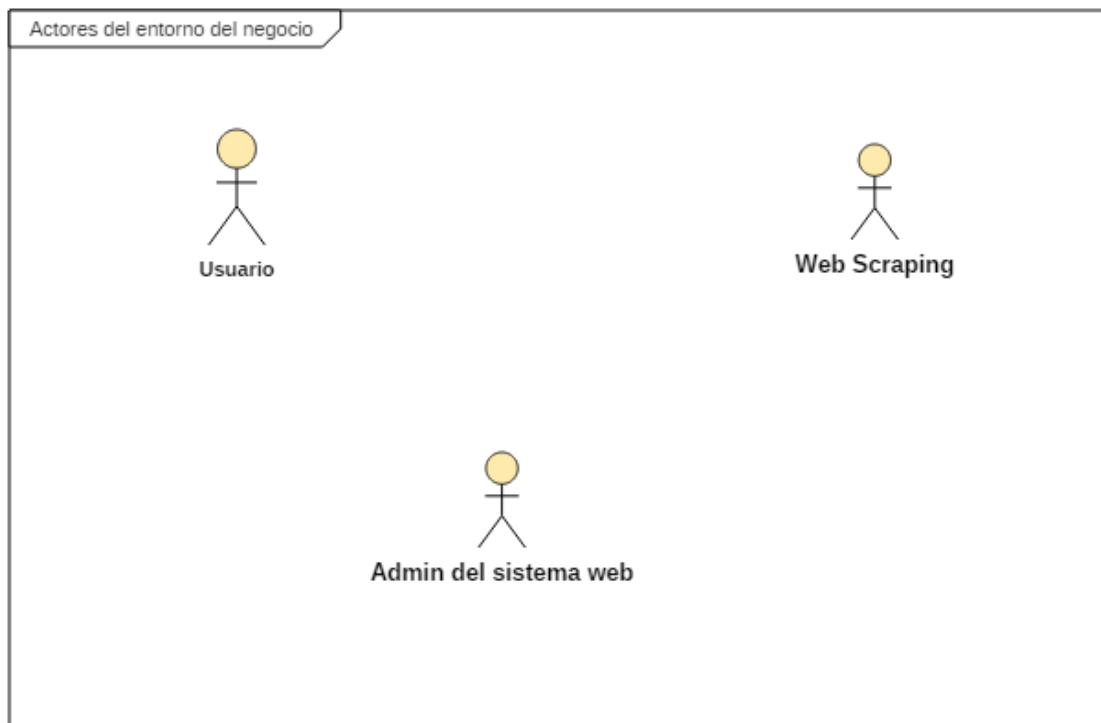 Actores del entorno del negocio
Usuario
Web Scraping
Admin del sistema web